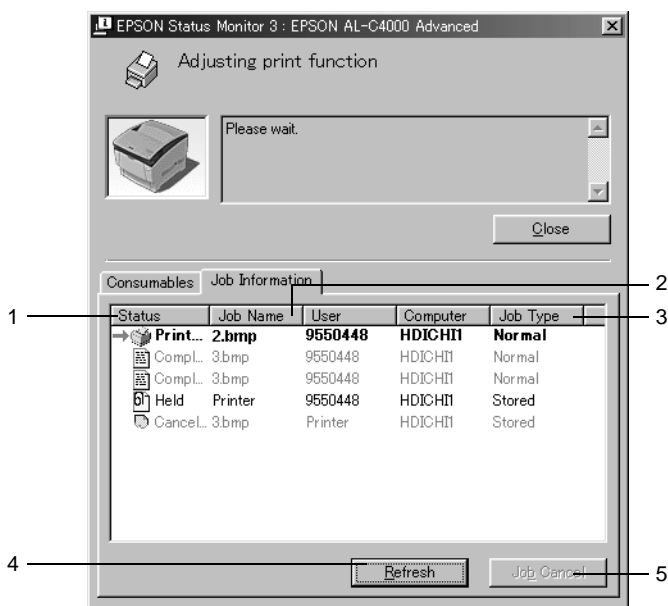 EPSON Status Monitor 3 : EPSON AL-C4000 Advanced
Adjusting print function
Please wait.
Close
Consumables Job Information
2
1 Status Job Name User Computer Job Type 3
Print... 2.bmp 9550448 HDICHI1 Normal
Compl... 3.bmp 9550448 HDICHI1 Normal
Compl... 3.bmp 9550448 HDICHI1 Normal
Held Printer 9550448 HDICHI1 Stored
Cancel... 3.bmp Printer HDICHI1 Stored
4 Refresh Job Cancel 5